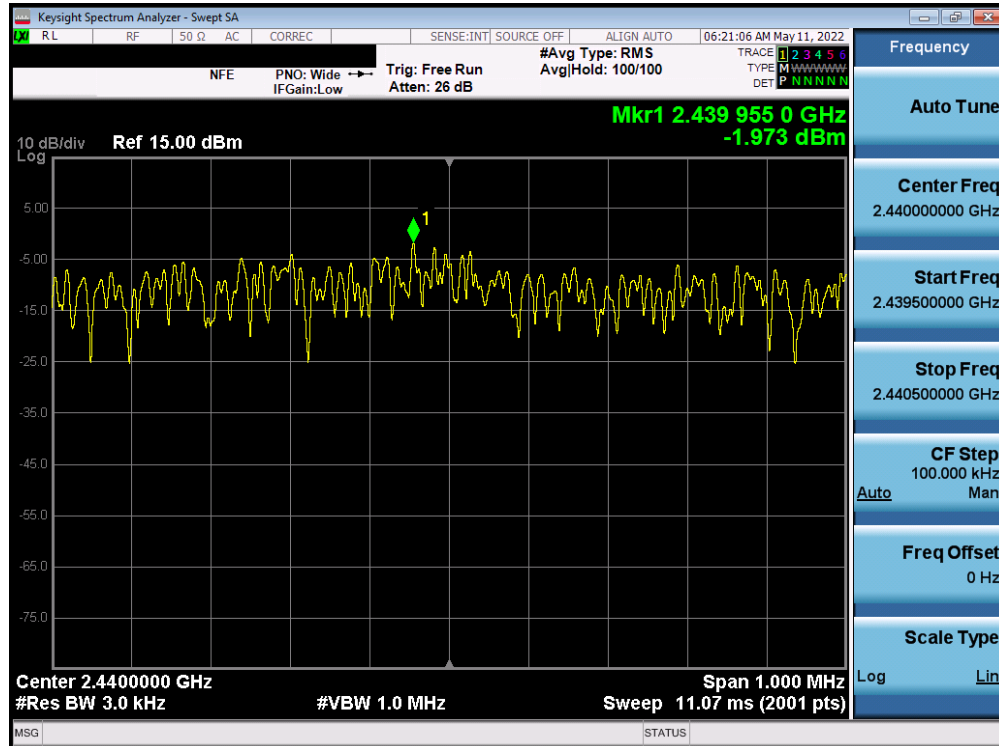 Keysight Spectrum Analyzer - Swept SA
LXI RL RF 50 Ω AC CORREC SENSE:INT SOURCE OFF ALIGN AUTO 06:21:06 AM May 11, 2022
NFE PNO: Wide Trig: Free Run #Avg Type: RMS TRACE 1 2 3 4 5 6
IFGain:Low Atten: 26 dB Avg|Hold: 100/100 TYPE M WWWWW
DET P N N N N N
Mkr1 2.439 955 0 GHz
-1.973 dBm
10 dB/div Ref 15.00 dBm
Log
5.00
1
-5.00
-15.0
-25.0
-35.0
-45.0
-55.0
-65.0
-75.0
Center 2.4400000 GHz Span 1.000 MHz
#Res BW 3.0 kHz #VBW 1.0 MHz Sweep 11.07 ms (2001 pts)
MSG STATUS
Frequency
Auto Tune
Center Freq
2.440000000 GHz
Start Freq
2.439500000 GHz
Stop Freq
2.440500000 GHz
CF Step
100.000 kHz
Auto Man
Freq Offset
0 Hz
Scale Type
Log Lin